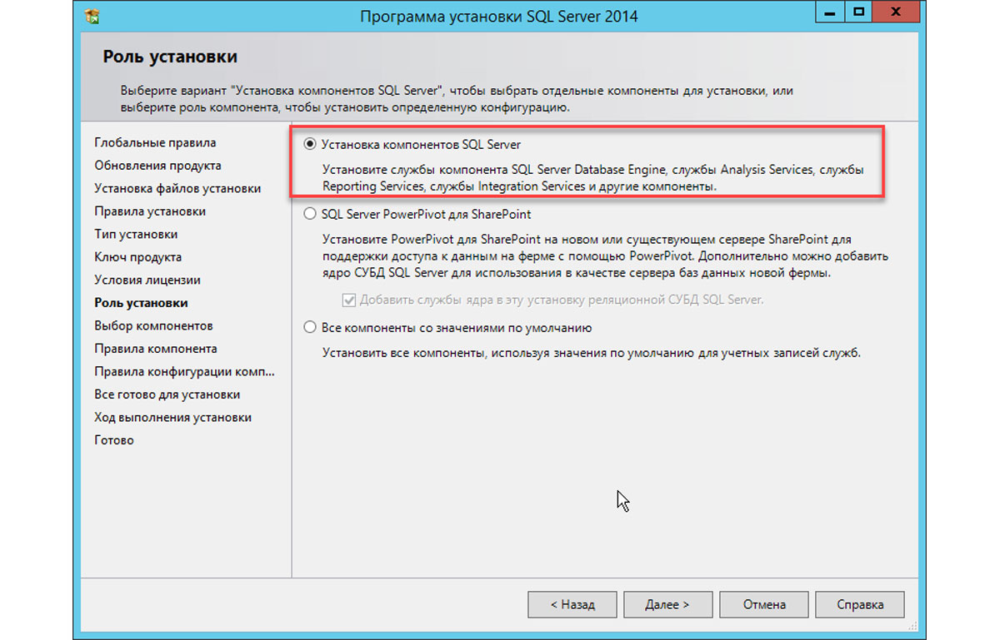 Программа установки SQL Server 2014
Роль установки
Выберите вариант "Установка компонентов SQL Server", чтобы выбрать отдельные компоненты для установки, или
выберите роль компонента, чтобы установить определенную конфигурацию.
Глобальные правила
Обновления продукта
Установка файлов установки
Правила установки
Тип установки
Ключ продукта
Условия лицензии
Роль установки
Выбор компонентов
Правила компонента
Правила конфигурации комп...
Все готово для установки
Ход выполнения установки
Готово
Установка компонентов SQL Server
Установите службы компонента SQL Server Database Engine, службы Analysis Services, службы
Reporting Services, службы Integration Services и другие компоненты.
SQL Server PowerPivot для SharePoint
Установите PowerPivot для SharePoint на новом или существующем сервере SharePoint для
поддержки доступа к данным на ферме с помощью PowerPivot. Дополнительно можно добавить
ядро СУБД SQL Server для использования в качестве сервера баз данных новой фермы.
Добавить службы ядра в эту установку реляционной СУБД SQL Server.
Все компоненты со значениями по умолчанию
Установить все компоненты, используя значения по умолчанию для учетных записей служб.
< Назад
Далее >
Отмена
Справка